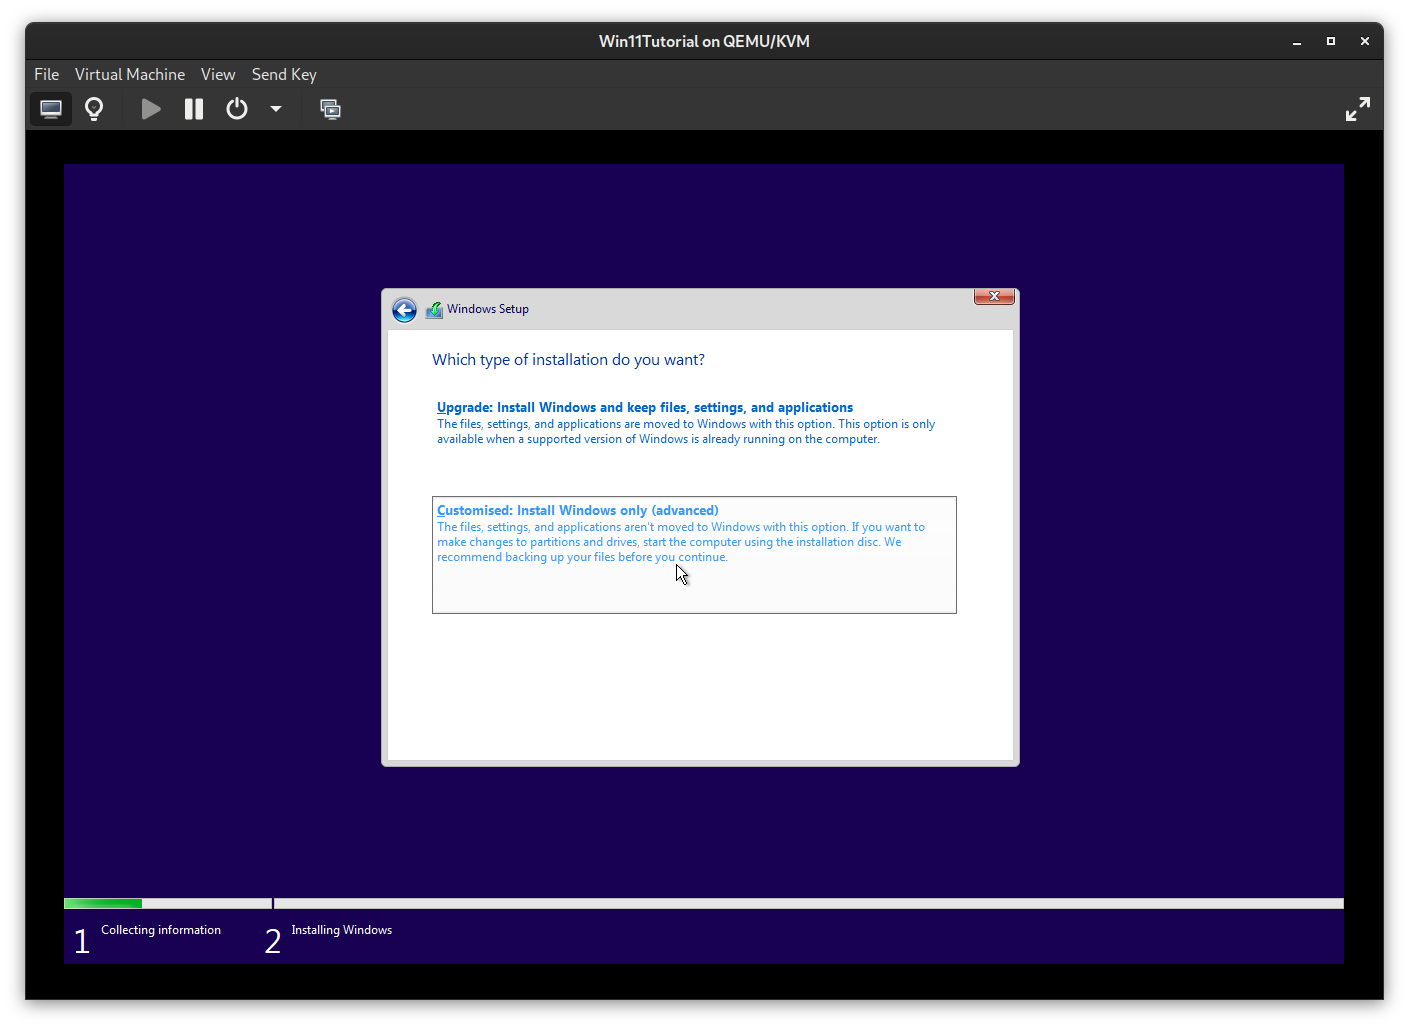 Win11Tutorial on QEMU/KVM
File Virtual Machine View Send Key
Windows Setup
Which type of installation do you want?
Upgrade: Install Windows and keep files, settings, and applications
The files, settings, and applications are moved to Windows with this option. This option is only
available when a supported version of Windows is already running on the computer.
Customised: Install Windows only (advanced)
The files, settings, and applications aren't moved to Windows with this option. If you want to
make changes to partitions and drives, start the computer using the installation disc. We
recommend backing up your files before you continue.
1 Collecting information 2 Installing Windows